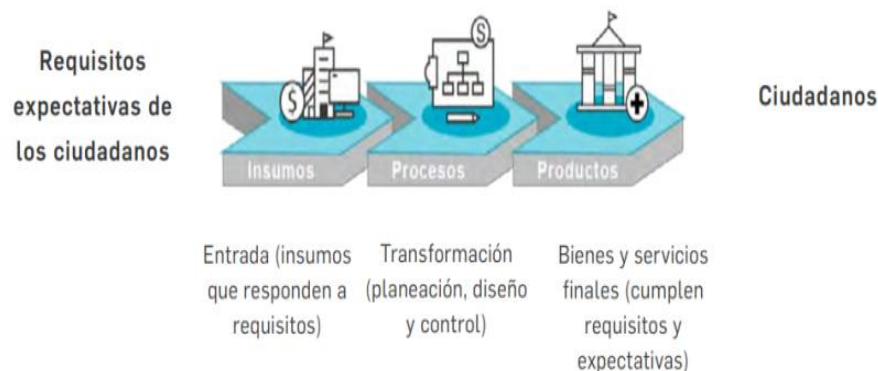 Requisitos
expectativas de
los ciudadanos
$
$
Insumos
Procesos
Productos
Ciudadanos
Entrada (insumos
que responden a
requisitos)
Transformación
(planeación, diseño
y control)
Bienes y servicios
finales (cumplen
requisitos y
expectativas)